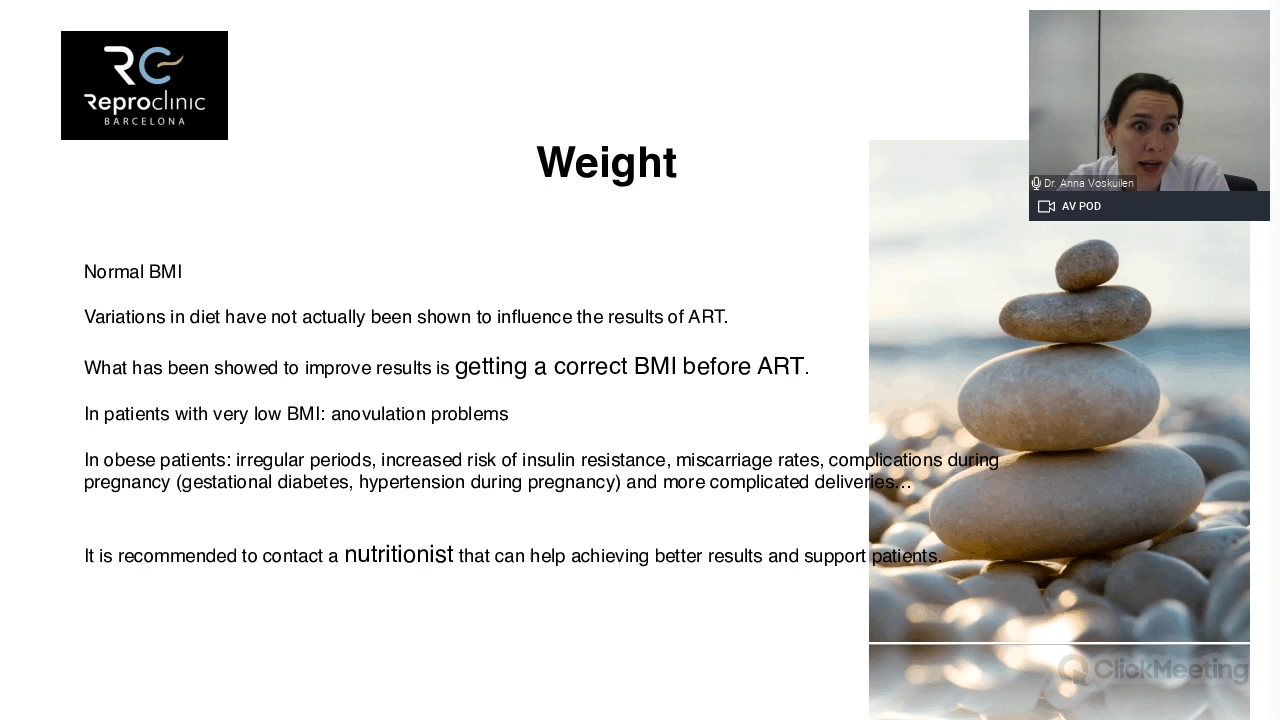 RC
Reproclinic
BARCELONA
Dr. Anna Voskuilen
AV POD
Weight
Normal BMI
Variations in diet have not actually been shown to influence the results of ART.
What has been showed to improve results is getting a correct BMI before ART.
In patients with very low BMI: anovulation problems
In obese patients: irregular periods, increased risk of insulin resistance, miscarriage rates, complications during
pregnancy (gestational diabetes, hypertension during pregnancy) and more complicated deliveries...
It is recommended to contact a nutritionist that can help achieving better results and support patients.
ClickMeeting